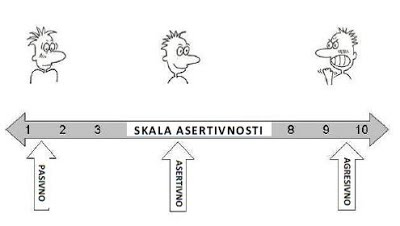 1 2 3 SKALA ASERTIVNOSTI 8 9 10
PASIVNO
ASERTIVNO
AGRESIVNO